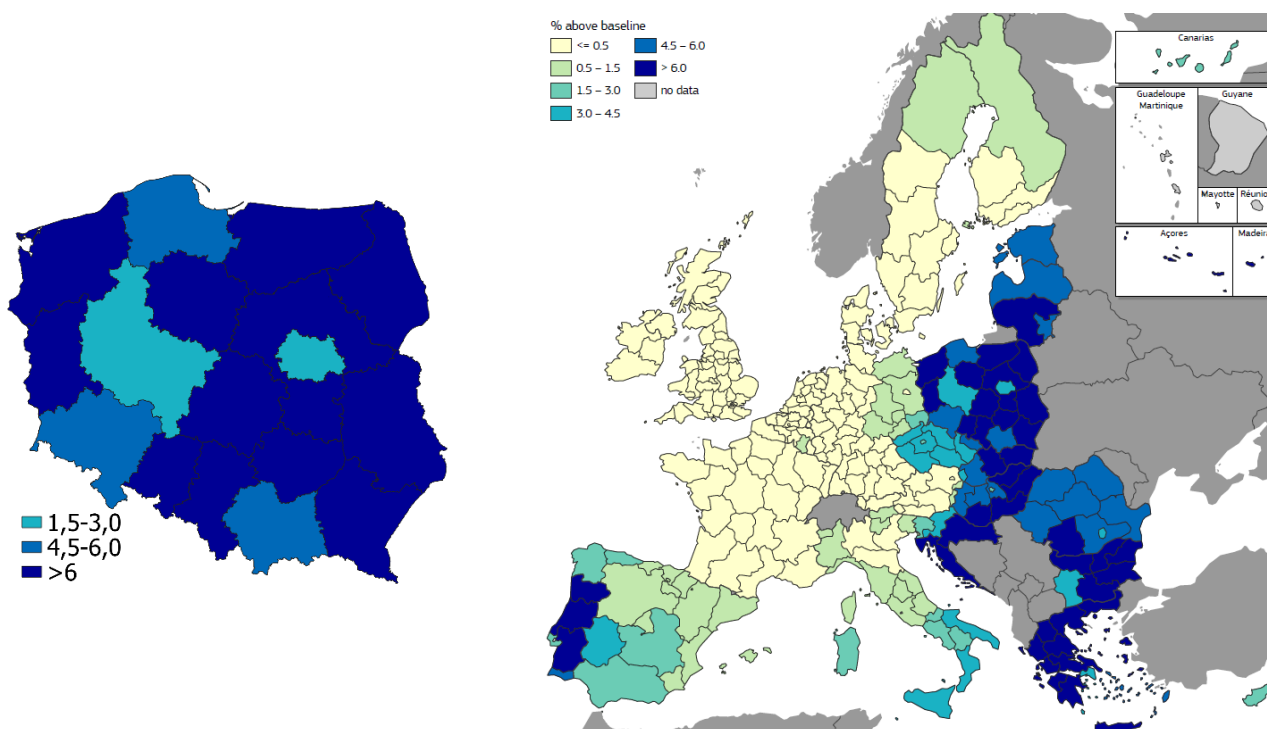 % above baseline
<= 0.5
0.5 – 1.5
1.5 – 3.0
3.0 – 4.5
4.5 – 6.0
> 6.0
no data
Canarias
Guadeloupe
Martinique
Guyane
Mayotte
Réunion
Açores
Madeira
1,5-3,0
4,5-6,0
>6